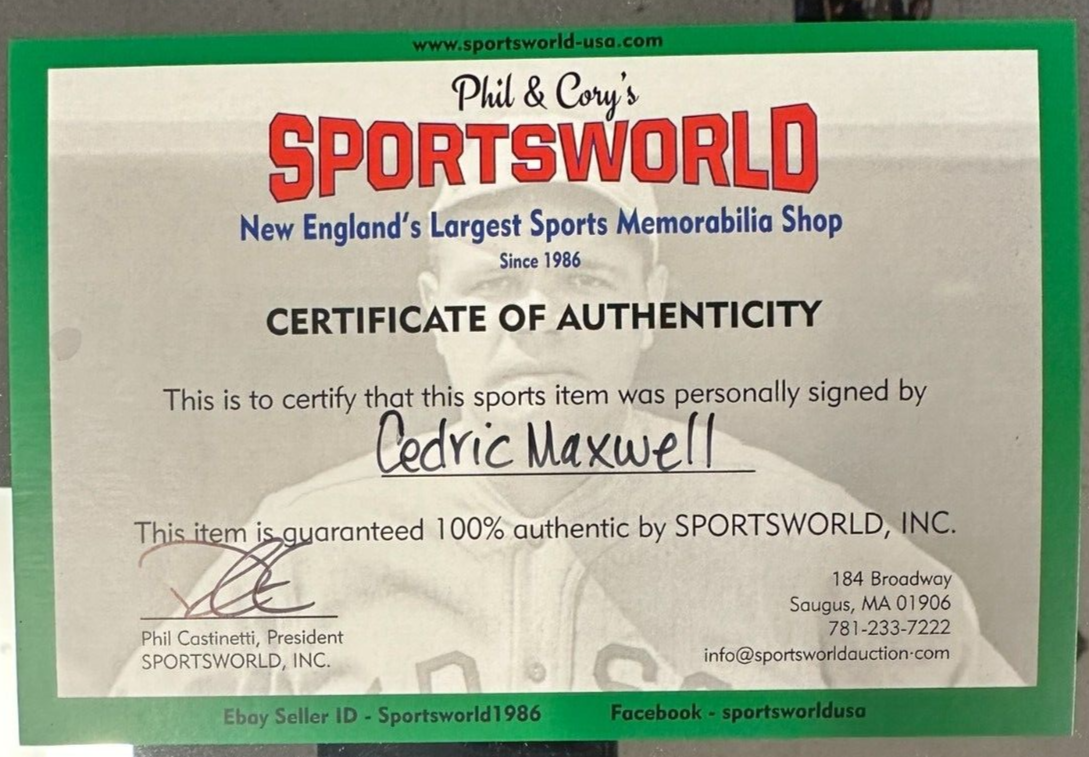 www.sportsworld-usa.com
Phil & Cory's
SPORTSWORLD
New England's Largest Sports Memorabilia Shop
Since 1986
CERTIFICATE OF AUTHENTICITY
This is to certify that this sports item was personally signed by
Cedric Maxwell
This item is guaranteed 100% authentic by SPORTSWORLD, INC.
184 Broadway
Saugus, MA 01906
781-233-7222
info@sportsworldauction.com
Phil Castinetti, President
SPORTSWORLD, INC.
Ebay Seller ID - Sportsworld1986
Facebook - sportsworldusa